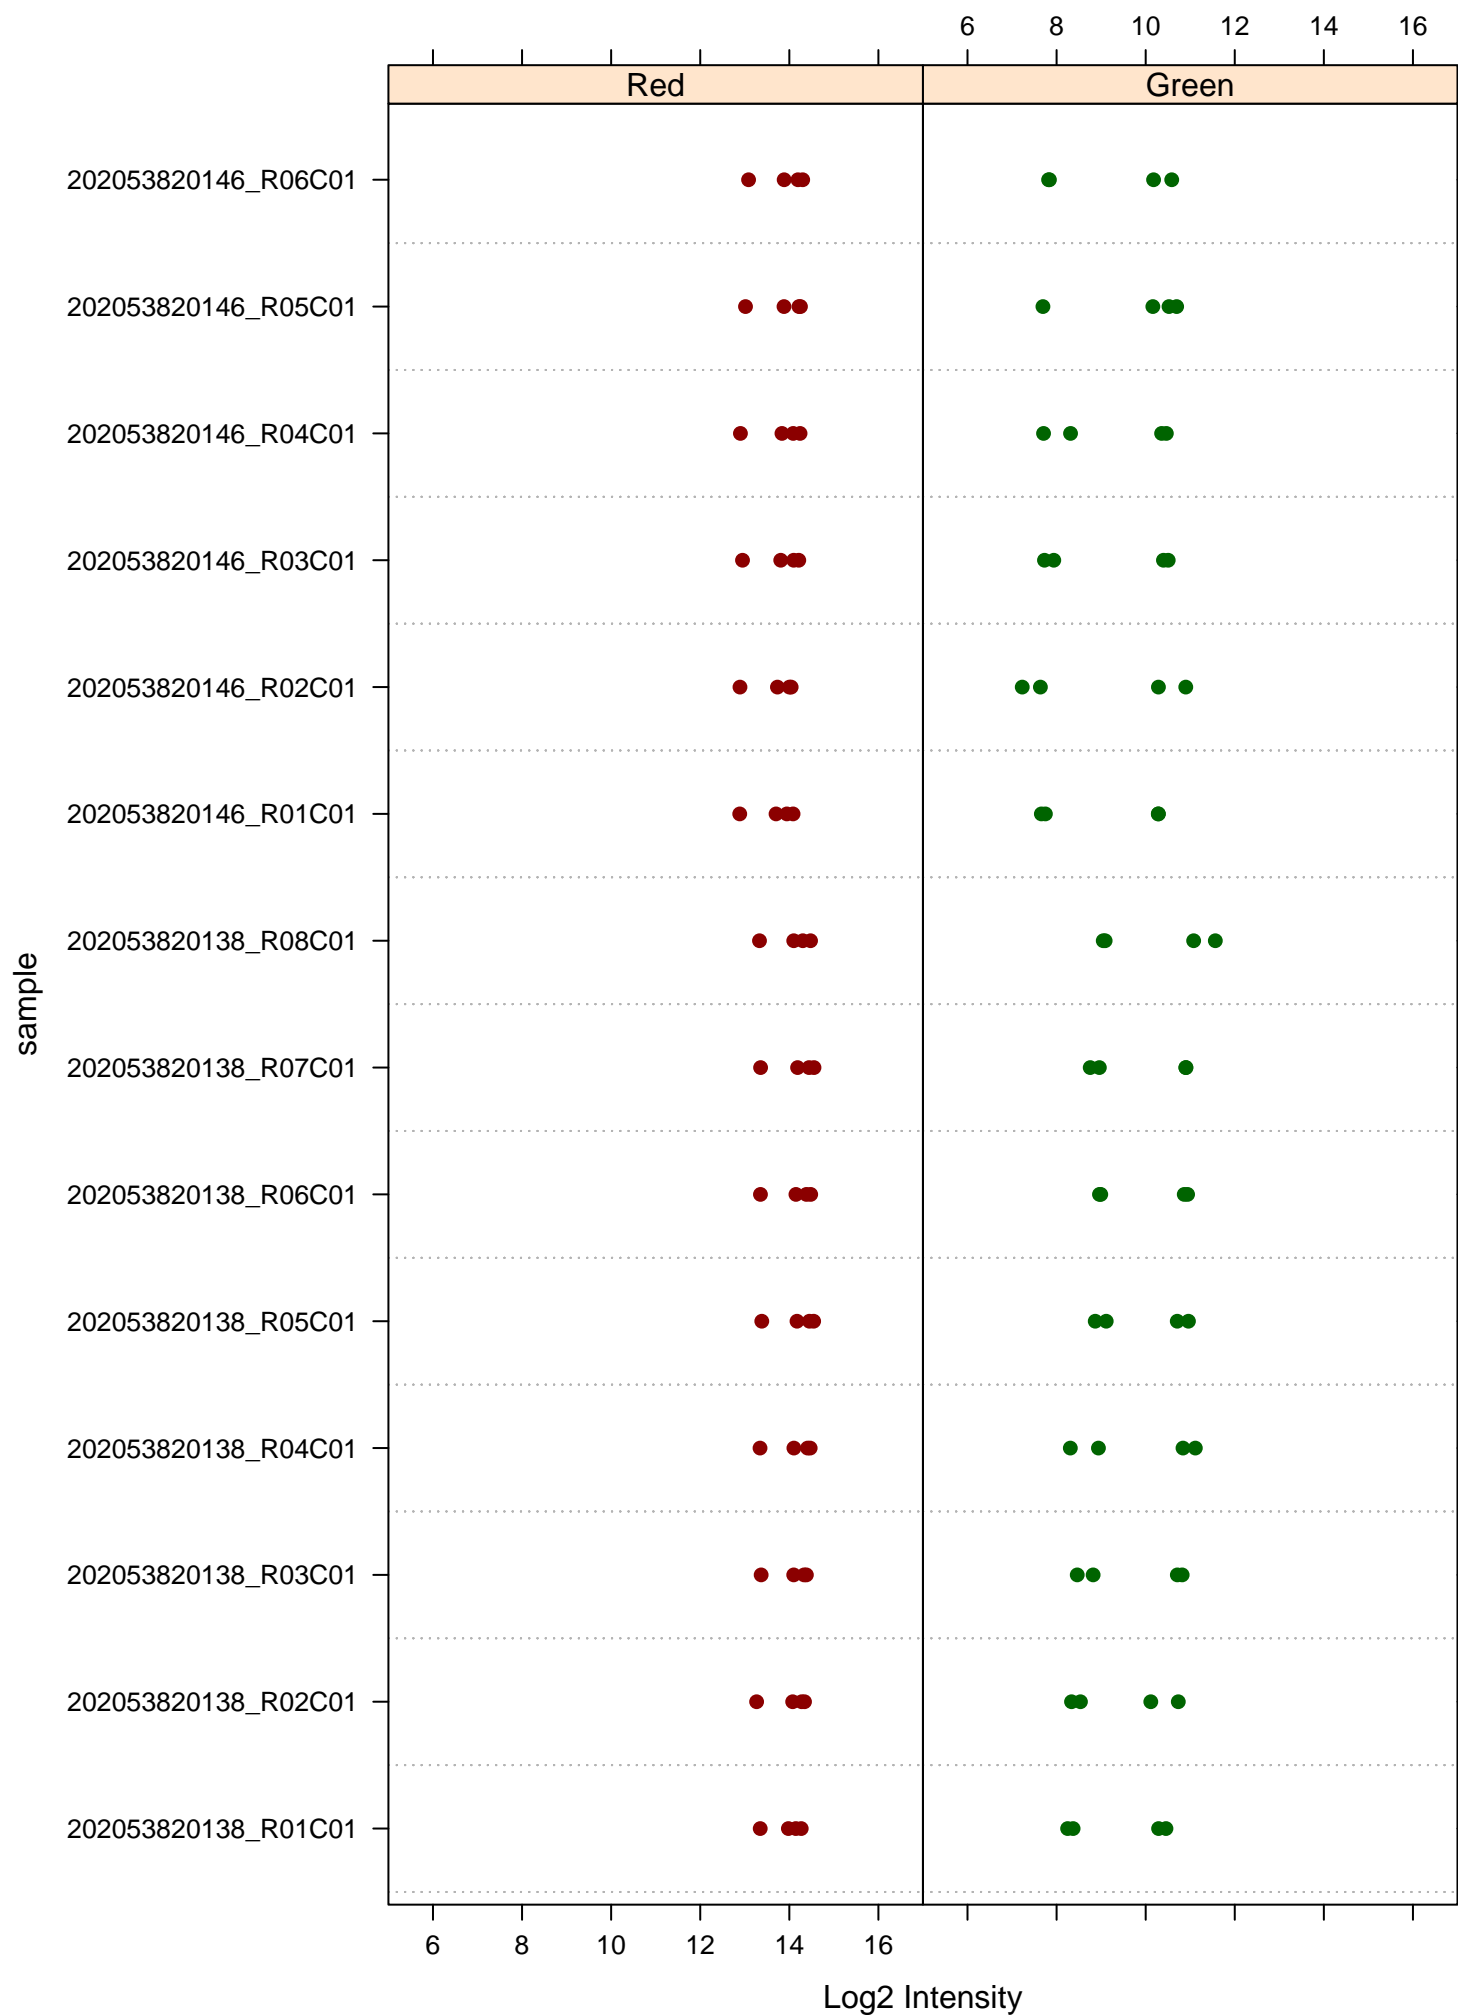 6 8 10 12 14 16
Red Green
202053820146_R06C01
202053820146_R05C01
202053820146_R04C01
202053820146_R03C01
202053820146_R02C01
202053820146_R01C01
202053820138_R08C01
202053820138_R07C01
202053820138_R06C01
202053820138_R05C01
202053820138_R04C01
202053820138_R03C01
202053820138_R02C01
202053820138_R01C01
sample
6 8 10 12 14 16
Log2 Intensity